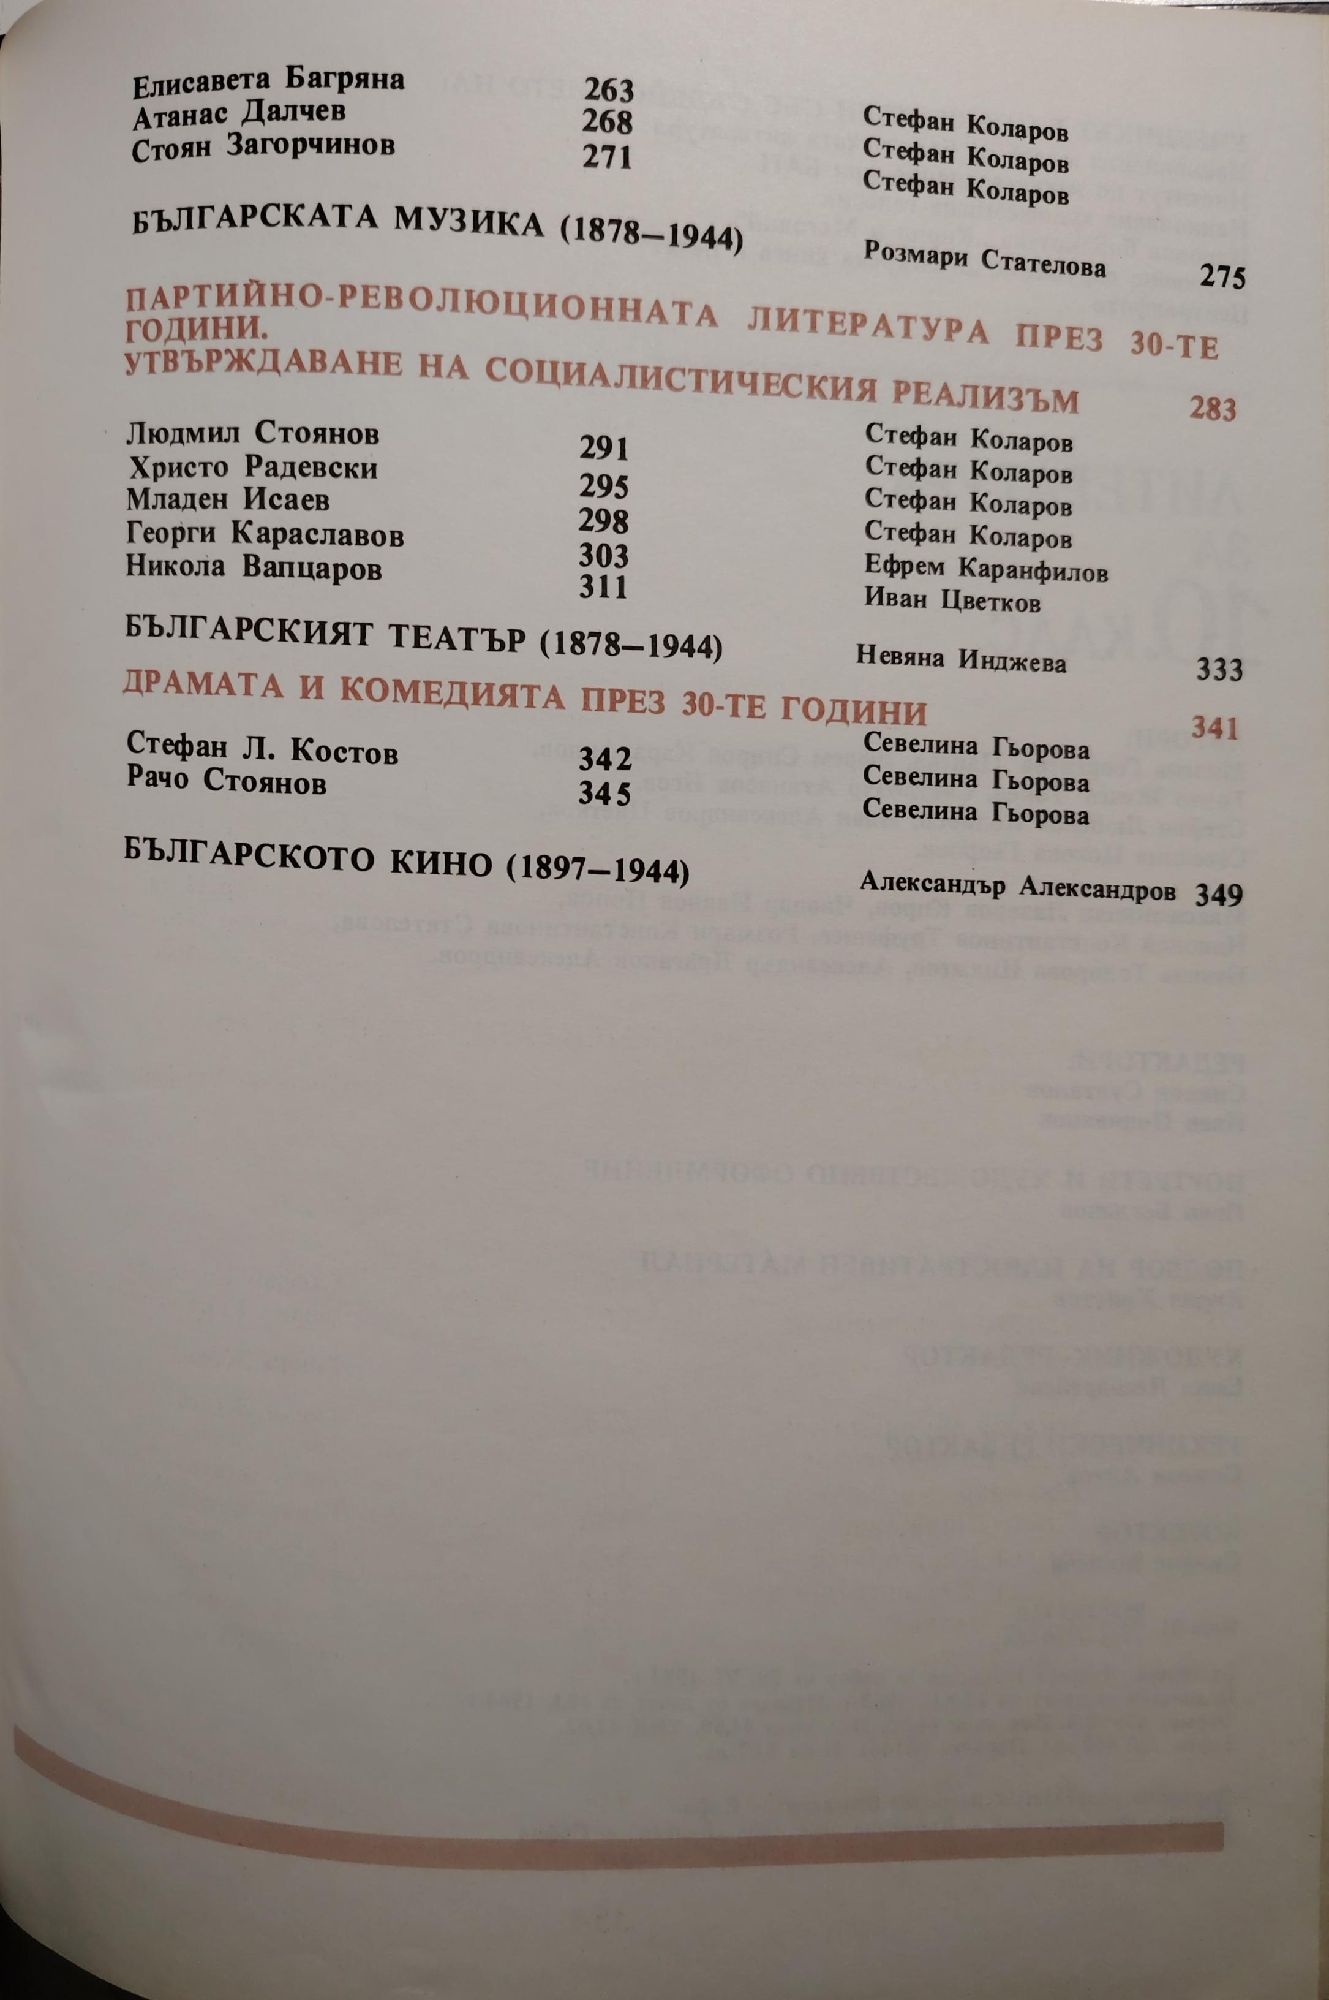 Елисавета Багряна 263 Стефан Коларов
Атанас Далчев 268 Стефан Коларов
Стоян Загорчинов 271 Стефан Коларов
БЪЛГАРСКАТА МУЗИКА (1878—1944) Розмари Стателова 275
ПАРТИЙНО-РЕВОЛЮЦИОННАТА ЛИТЕРАТУРА ПРЕЗ 30-ТЕ
ГОДИНИ.
УТВЪРЖДАВАНЕ НА СОЦИАЛИСТИЧЕСКИЯ РЕАЛИЗЪМ 283
Стефан Коларов
Людмил Стоянов 291 Стефан Коларов
Христо Радевски 295 Стефан Коларов
Младен Исаев 298 Стефан Коларов
Георги Караславов 303 Ефрем Каранфилов
Никола Вапцаров 311 Иван Цветков
БЪЛГАРСКИЯТ ТЕАТЪР (1878—1944) Невяна Инджева 333
ДРАМАТА И КОМЕДИЯТА ПРЕЗ 30-ТЕ ГОДИНИ 341
Севелина Гьорова
Стефан Л. Костов 342 Севелина Гьорова
Рачо Стоянов 345 Севелина Гьорова
БЪЛГАРСКОТО КИНО (1897—1944) Александър Александров 349